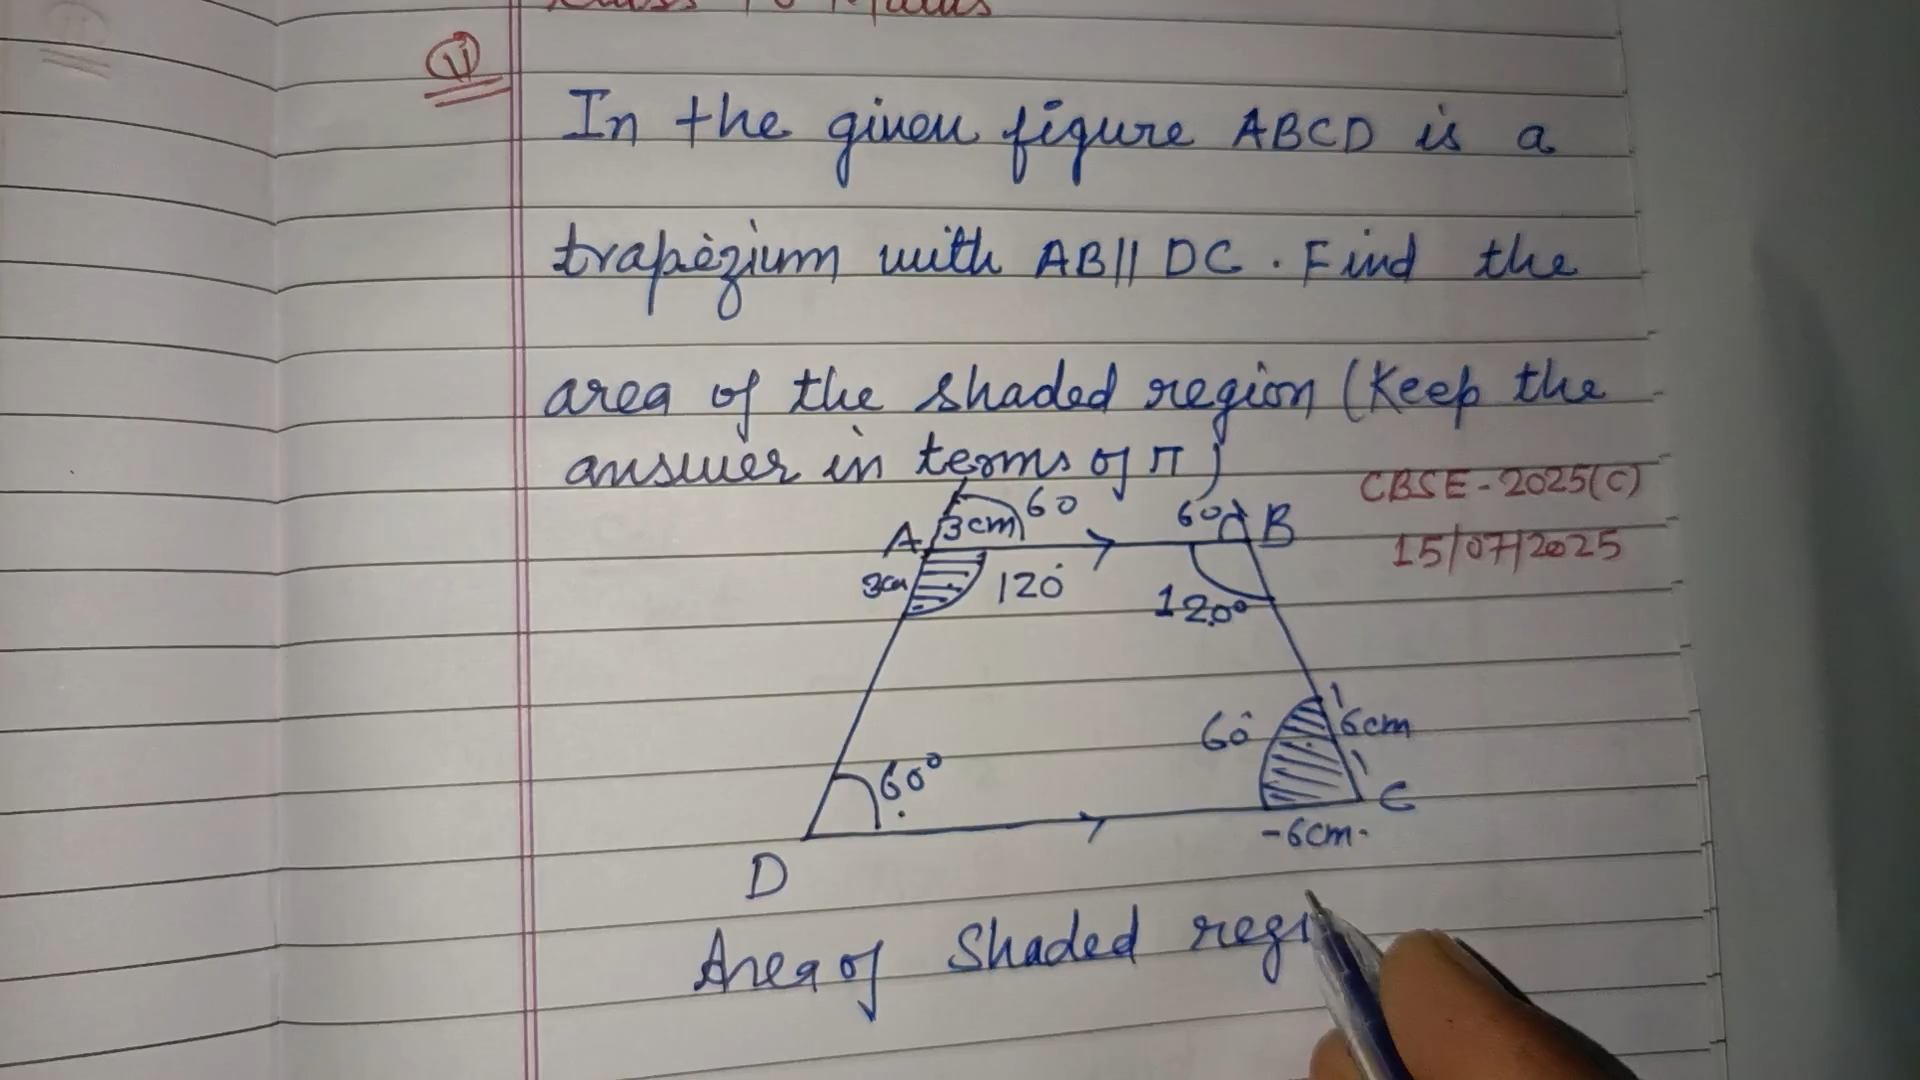 11
In the given figure ABCD is a
trapezium with AB || DC. Find the
area of the shaded region (Keep the
answer in terms of π)
CBSE-2025(C)
15/07/2025
A 3cm 60 60° B
3cm 120° 120°
60° 6cm
60° C
-6cm-
D
Area of Shaded regi